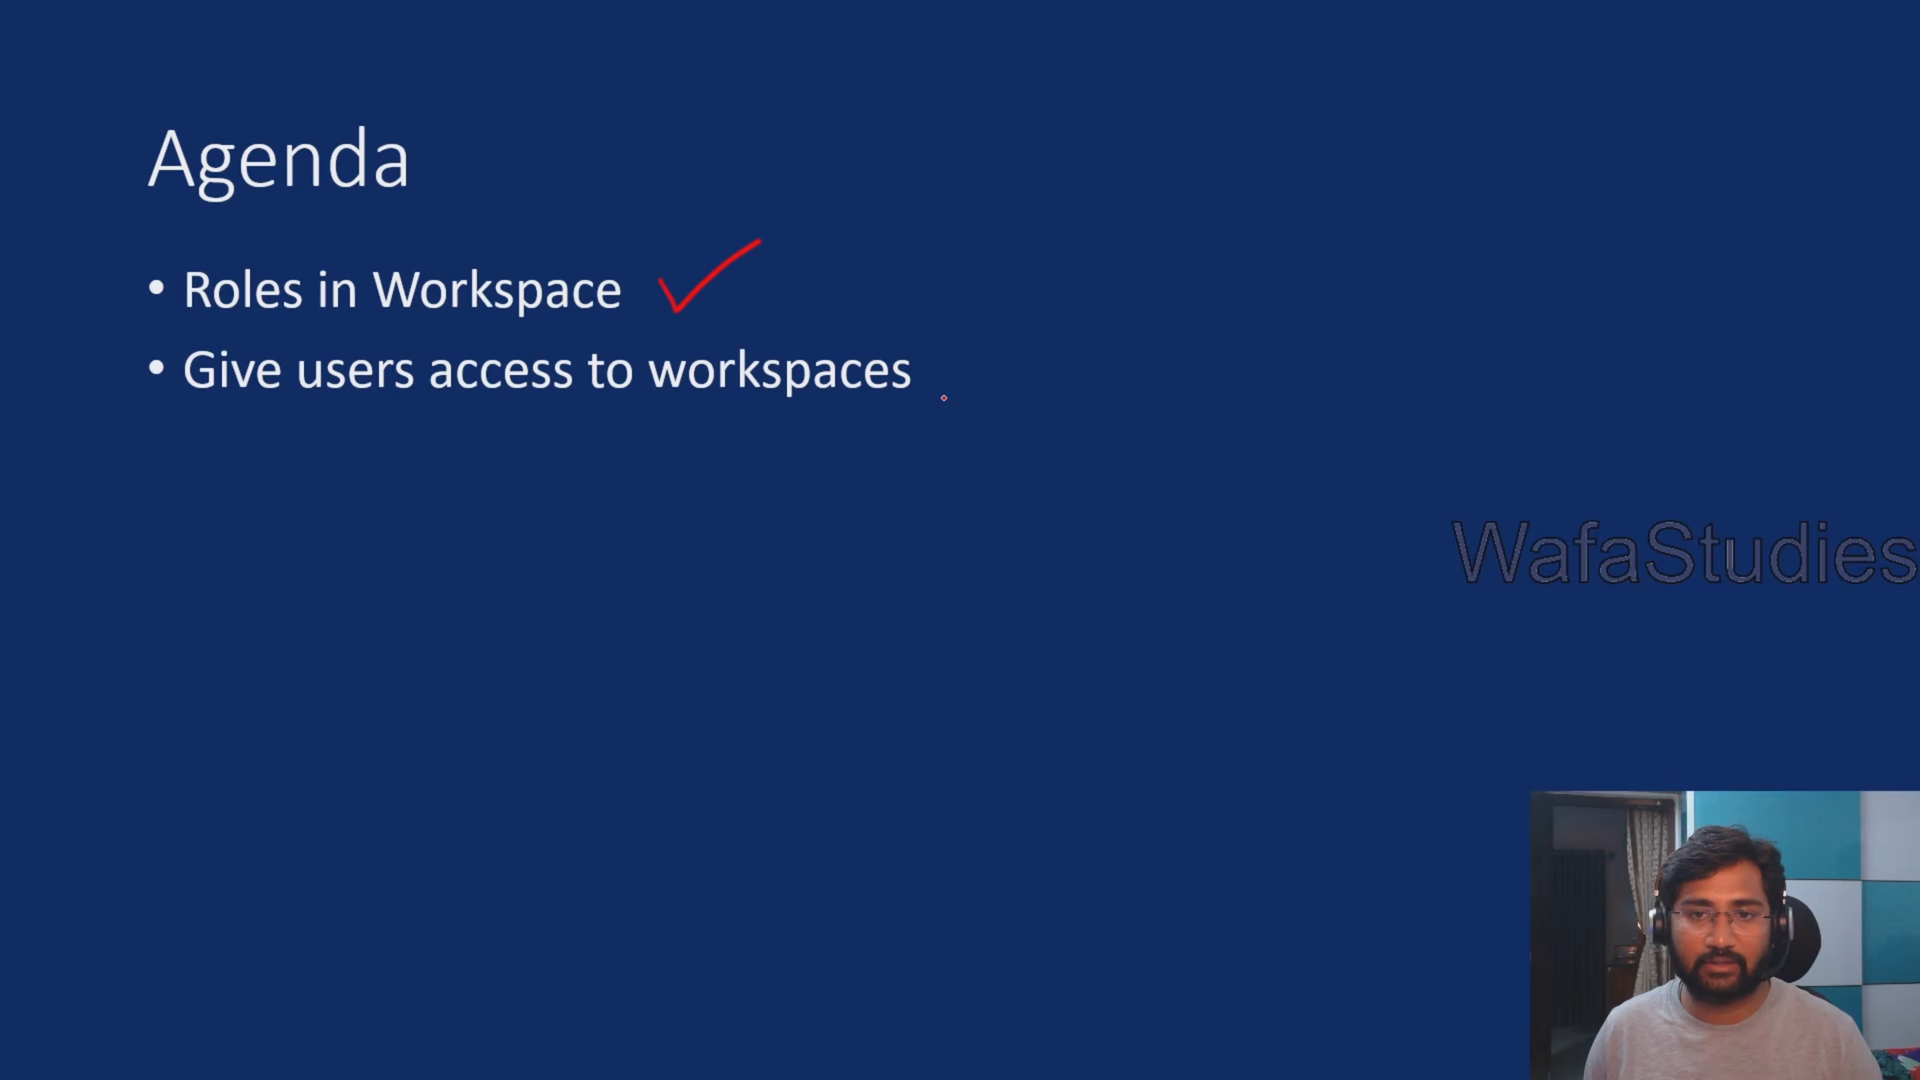 Agenda
• Roles in Workspace
• Give users access to workspaces
WafaStudies